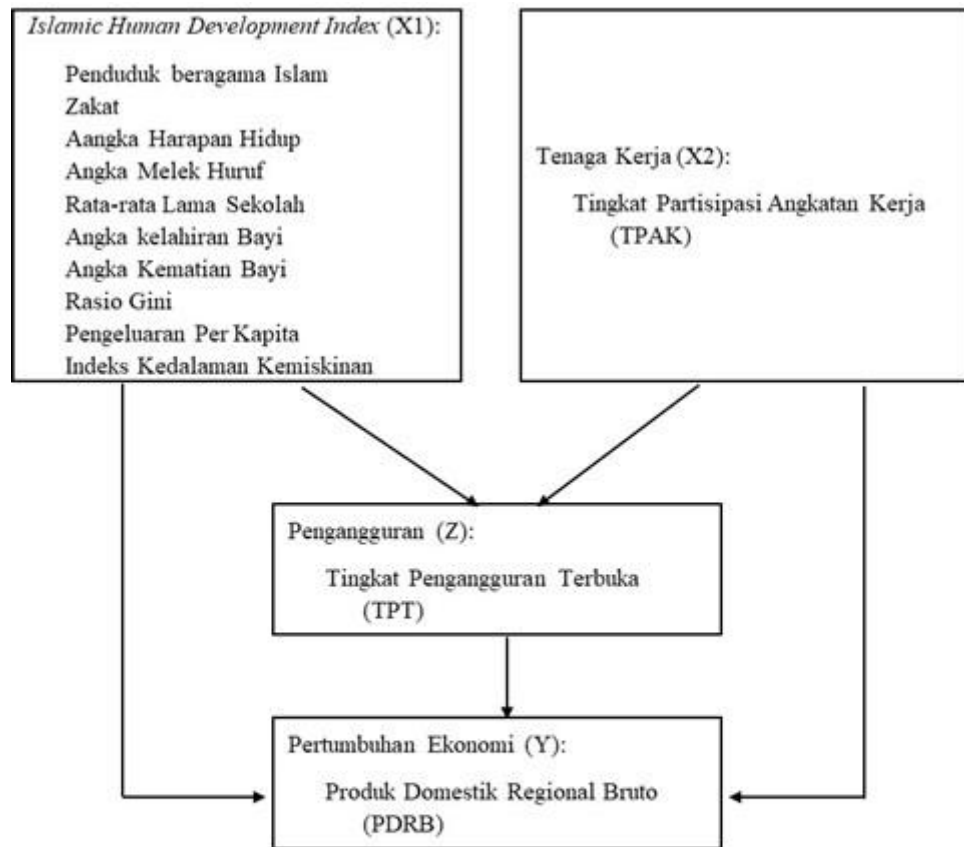 Islamic Human Development Index (X1):
Penduduk beragama Islam
Zakat
Aangka Harapan Hidup
Angka Melek Huruf
Rata-rata Lama Sekolah
Angka kelahiran Bayi
Angka Kematian Bayi
Rasio Gini
Pengeluaran Per Kapita
Indeks Kedalaman Kemiskinan
Tenaga Kerja (X2):
Tingkat Partisipasi Angkatan Kerja
(TPAK)
Pengangguran (Z):
Tingkat Pengangguran Terbuka
(TPT)
Pertumbuhan Ekonomi (Y):
Produk Domestik Regional Bruto
(PDRB)